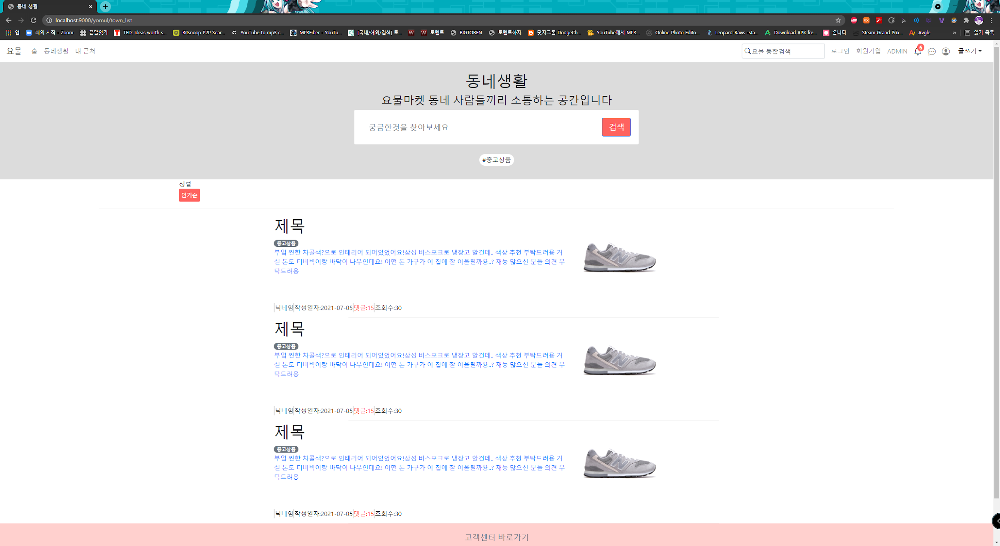 동네 생활
localhost:9000/yomul/town_list
앱 회의 시작 - Zoom 끝말잇기 TED: Ideas worth s... Bitsnoop P2P Sear... YouTube to mp3 c... MP3Fiber - YouTu... [국내/해외/검색] 토... 토렌트 BIGTOREN 토렌트하자 닷지크롬 DodgeCh... YouTube에서 MP3... Online Photo Edito... Leopard-Raws -sta... Download APK fre... 온나다 Steam Grand Prix... Avgle » 읽기 목록
요물 홈 동네생활 내 근처 요물 통합검색 로그인 회원가입 ADMIN 6 글쓰기
동네생활
요물마켓 동네 사람들끼리 소통하는 공간입니다
궁금한것을 찾아보세요 검색
#중고상품
정렬
인기순
제목
중고상품
부엌 찐한 차콜색?으로 인테리어 되어있었어요!삼성 비스포크로 냉장고 할건데.. 색상 추천 부탁드려용 거
실 톤도 티비벽이랑 바닥이 나무인데요! 어떤 톤 가구가 이 집에 잘 어울릴까용..? 재능 많으신 분들 의견 부
탁드려용
닉네임 작성일자:2021-07-05 댓글:15 조회수:30
제목
중고상품
부엌 찐한 차콜색?으로 인테리어 되어있었어요!삼성 비스포크로 냉장고 할건데.. 색상 추천 부탁드려용 거
실 톤도 티비벽이랑 바닥이 나무인데요! 어떤 톤 가구가 이 집에 잘 어울릴까용..? 재능 많으신 분들 의견 부
탁드려용
닉네임 작성일자:2021-07-05 댓글:15 조회수:30
제목
중고상품
부엌 찐한 차콜색?으로 인테리어 되어있었어요!삼성 비스포크로 냉장고 할건데.. 색상 추천 부탁드려용 거
실 톤도 티비벽이랑 바닥이 나무인데요! 어떤 톤 가구가 이 집에 잘 어울릴까용..? 재능 많으신 분들 의견 부
탁드려용
닉네임 작성일자:2021-07-05 댓글:15 조회수:30
고객센터 바로가기